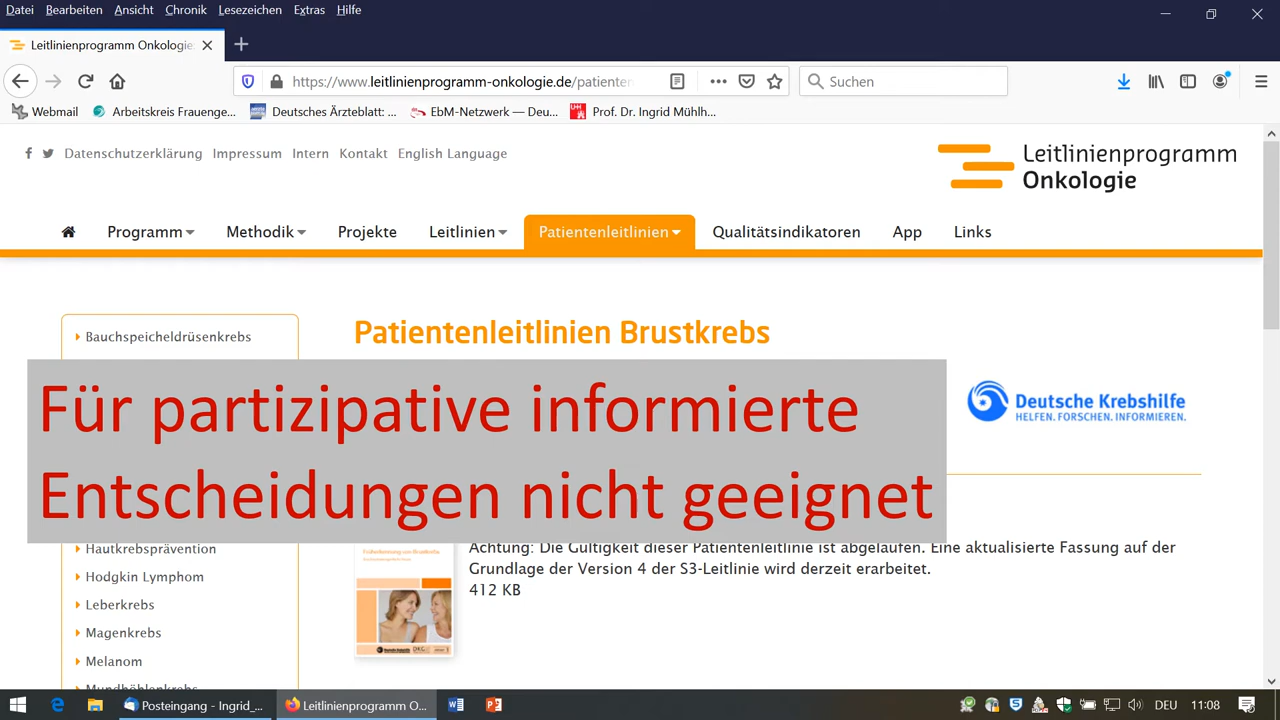 Datei Bearbeiten Ansicht Chronik Lesezeichen Extras Hilfe
Leitlinienprogramm Onkologie:
https://www.leitlinienprogramm-onkologie.de/patienten
Suchen
Webmail Arbeitskreis Frauenge... Deutsches Ärzteblatt: ... EbM-Netzwerk — Deu... Prof. Dr. Ingrid Mühlh...
Datenschutzerklärung Impressum Intern Kontakt English Language
Leitlinienprogramm
Onkologie
Programm Methodik Projekte Leitlinien Patientenleitlinien Qualitätsindikatoren App Links
Bauchspeicheldrüsenkrebs
Patientenleitlinien Brustkrebs
Für partizipative informierte
Entscheidungen nicht geeignet
Deutsche Krebshilfe
HELFEN. FORSCHEN. INFORMIEREN.
Hautkrebsprävention
Hodgkin Lymphom
Leberkrebs
Magenkrebs
Melanom
Mundhöhlenkrebs
Früherkennung von Brustkrebs
Achtung: Die Gültigkeit dieser Patientenleitlinie ist abgelaufen. Eine aktualisierte Fassung auf der
Grundlage der Version 4 der S3-Leitlinie wird derzeit erarbeitet.
412 KB
Posteingang - Ingrid_... Leitlinienprogramm O... DEU 11:08